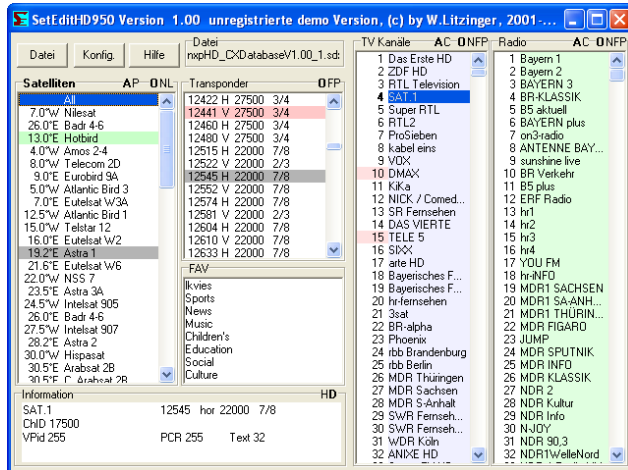 SetEditHD950 Version 1.00 unregistrierte demo Version, (c) by W.Litzinger, 2001-...
Datei
Konfig.
Hilfe
Datei
nxpHD_CXDatabaseV1.00_1.sd:
Satelliten AP ONL
All
7.0°W Nilesat
26.0°E Badr 4-6
13.0°E Hotbird
4.0°W Amos 2-4
8.0°W Telecom 2D
9.0°E Eurobird 9A
5.0°W Atlantic Bird 3
7.0°E Eutelsat W3A
12.5°W Atlantic Bird 1
15.0°W Telstar 12
16.0°E Eutelsat W2
19.2°E Astra 1
21.6°E Eutelsat W6
22.0°W NSS 7
23.5°E Astra 3A
24.5°W Intelsat 905
26.0°E Badr 4-6
27.5°W Intelsat 907
28.2°E Astra 2
30.0°W Hispasat
30.5°E Arabsat 2B
30.5°E C. Arabsat 2B
Transponder OFP
12422 H 27500 3/4
12441 V 27500 3/4
12460 H 27500 3/4
12480 V 27500 3/4
12515 H 22000 7/8
12522 V 22000 2/3
12545 H 22000 7/8
12552 V 22000 7/8
12574 H 22000 7/8
12581 V 22000 2/3
12604 H 22000 7/8
12610 V 22000 7/8
12633 H 22000 7/8
FAV
lkvies
Sports
News
Music
Children's
Education
Social
Culture
Information HD
SAT.1 12545 hor 22000 7/8
ChID 17500
VPid 255 PCR 255 Text 32
TV Kanäle AC ONFP
1 Das Erste HD
2 ZDF HD
3 RTL Television
4 SAT.1
5 Super RTL
6 RTL2
7 ProSieben
8 kabel eins
9 VOX
10 DMAX
11 KiKa
12 NICK / Comed...
13 SR Fernsehen
14 DAS VIERTE
15 TELE 5
16 SIXX
17 arte HD
18 Bayerisches F...
19 Bayerisches F...
20 hr-fernsehen
21 3sat
22 BR-alpha
23 Phoenix
24 rbb Brandenburg
25 rbb Berlin
26 MDR Thüringen
27 MDR Sachsen
28 MDR S-Anhalt
29 SWR Fernseh...
30 SWR Fernseh...
31 WDR Köln
32 ANIXE HD
Radio AC ONFP
1 Bayern 1
2 Bayern 2
3 BAYERN 3
4 BR-KLASSIK
5 B5 aktuell
6 BAYERN plus
7 on3-radio
8 ANTENNE BAY...
9 sunshine live
10 BR Verkehr
11 B5 plus
12 ERF Radio
13 hr1
14 hr2
15 hr3
16 hr4
17 YOU FM
18 hr-iNFO
19 MDR1 SACHSEN
20 MDR1 SA-ANH...
21 MDR1 THÜRIN...
22 MDR FIGARO
23 JUMP
24 MDR SPUTNIK
25 MDR INFO
26 MDR KLASSIK
27 NDR 2
28 NDR Kultur
29 NDR Info
30 N-JOY
31 NDR 90,3
32 NDR1WelleNord